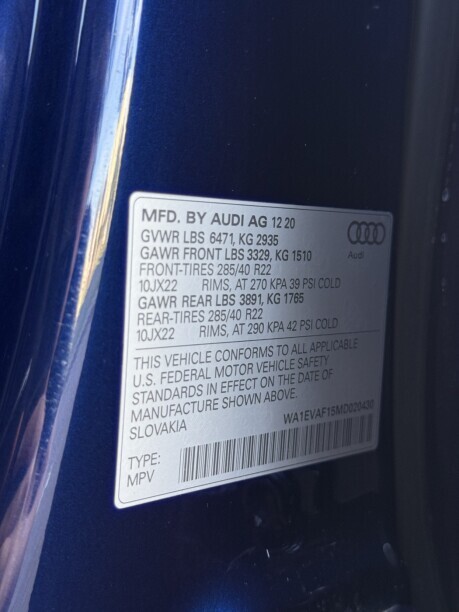 MFD. BY AUDI AG 12 20
GVWR LBS 6471, KG 2935
GAWR FRONT LBS 3329, KG 1510
FRONT-TIRES 285/40 R22
10JX22 RIMS, AT 270 KPA 39 PSI COLD
GAWR REAR LBS 3891, KG 1765
REAR-TIRES 285/40 R22
10JX22 RIMS, AT 290 KPA 42 PSI COLD
Audi
THIS VEHICLE CONFORMS TO ALL APPLICABLE
U.S. FEDERAL MOTOR VEHICLE SAFETY
STANDARDS IN EFFECT ON THE DATE OF
MANUFACTURE SHOWN ABOVE.
SLOVAKIA
WA1EVAF15MD020430
TYPE:
MPV